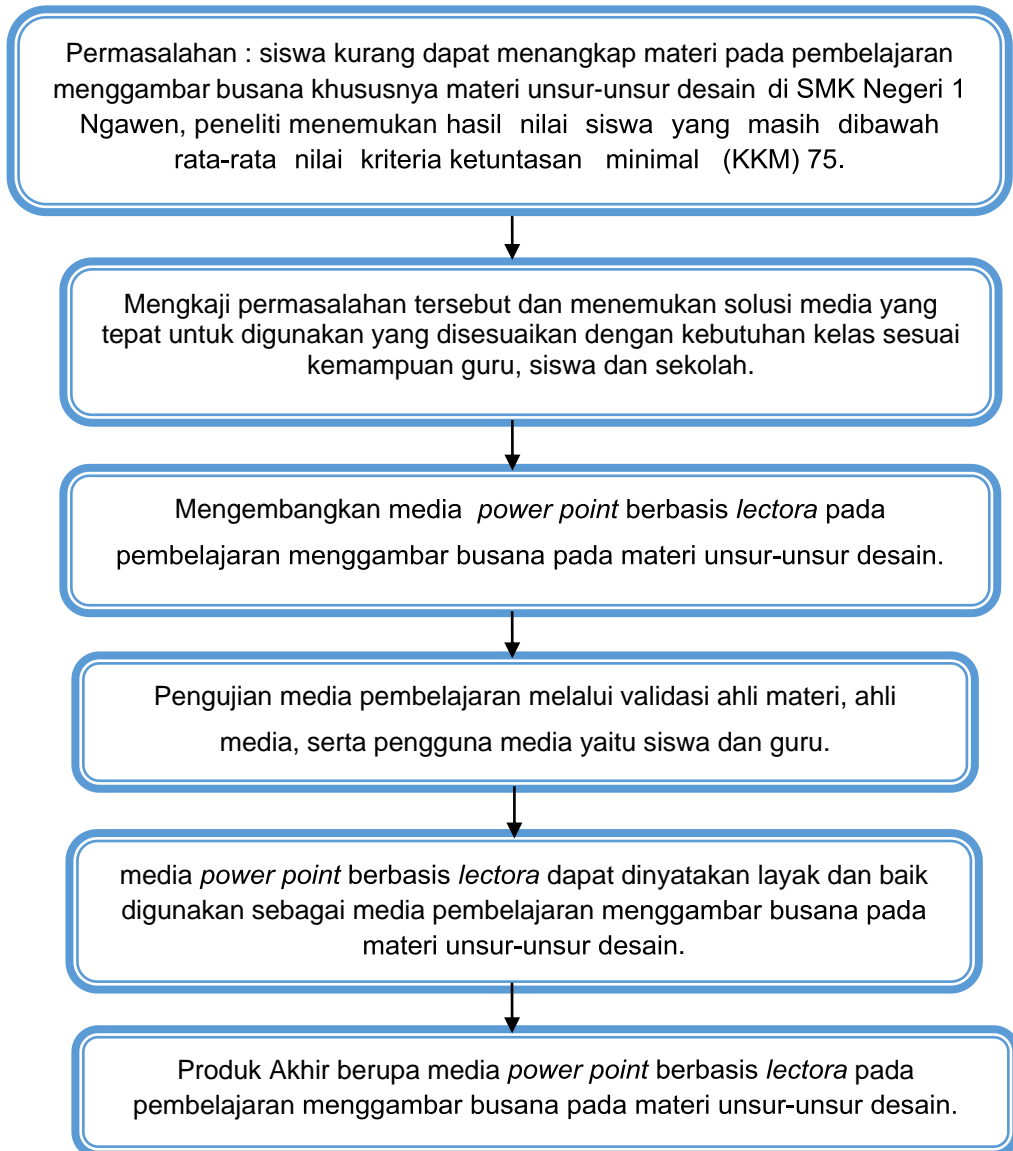 Permasalahan : siswa kurang dapat menangkap materi pada pembelajaran
menggambar busana khususnya materi unsur-unsur desain di SMK Negeri 1
Ngawen, peneliti menemukan hasil nilai siswa yang masih dibawah
rata-rata nilai kriteria ketuntasan minimal (KKM) 75.
Mengkaji permasalahan tersebut dan menemukan solusi media yang
tepat untuk digunakan yang disesuaikan dengan kebutuhan kelas sesuai
kemampuan guru, siswa dan sekolah.
Mengembangkan media power point berbasis lectora pada
pembelajaran menggambar busana pada materi unsur-unsur desain.
Pengujian media pembelajaran melalui validasi ahli materi, ahli
media, serta pengguna media yaitu siswa dan guru.
media power point berbasis lectora dapat dinyatakan layak dan baik
digunakan sebagai media pembelajaran menggambar busana pada
materi unsur-unsur desain.
Produk Akhir berupa media power point berbasis lectora pada
pembelajaran menggambar busana pada materi unsur-unsur desain.